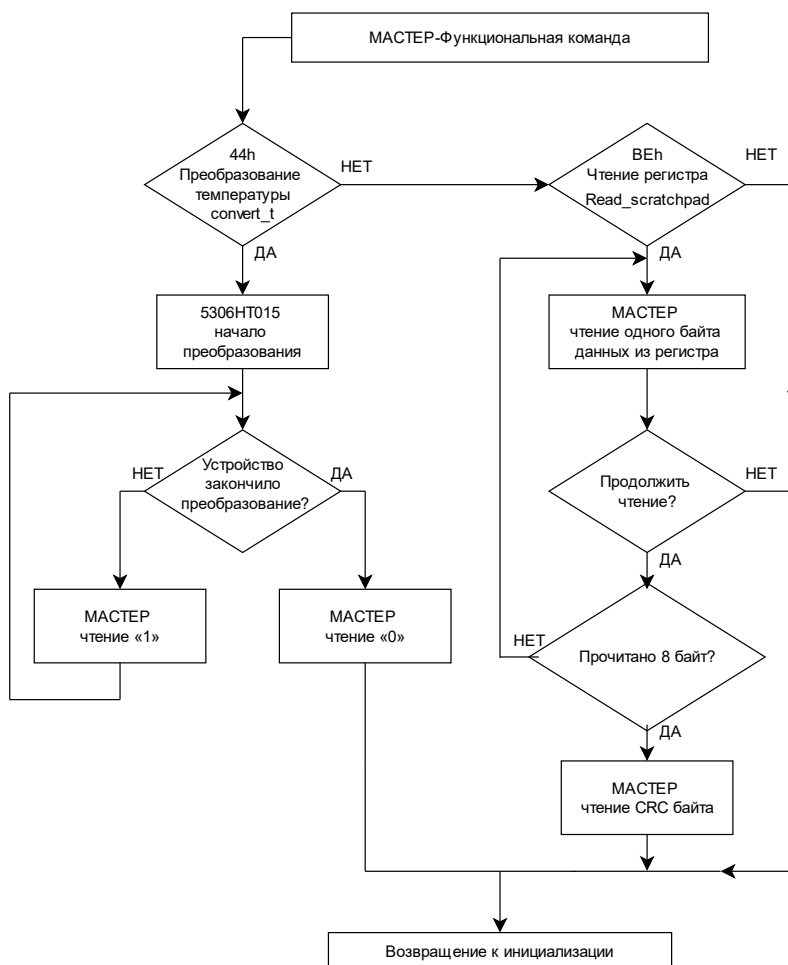 МАСТЕР-Функциональная команда
44h
Преобразование
температуры
convert_t
НЕТ
BEh
Чтение регистра
Read_scratchpad
НЕТ
ДА
ДА
5306НТ015
начало
преобразования
МАСТЕР
чтение одного байта
данных из регистра
НЕТ
Устройство
закончило
преобразование?
ДА
Продолжить
чтение?
НЕТ
ДА
МАСТЕР
чтение «1»
МАСТЕР
чтение «0»
НЕТ
Прочитано 8 байт?
ДА
МАСТЕР
чтение CRC байта
Возвращение к инициализации